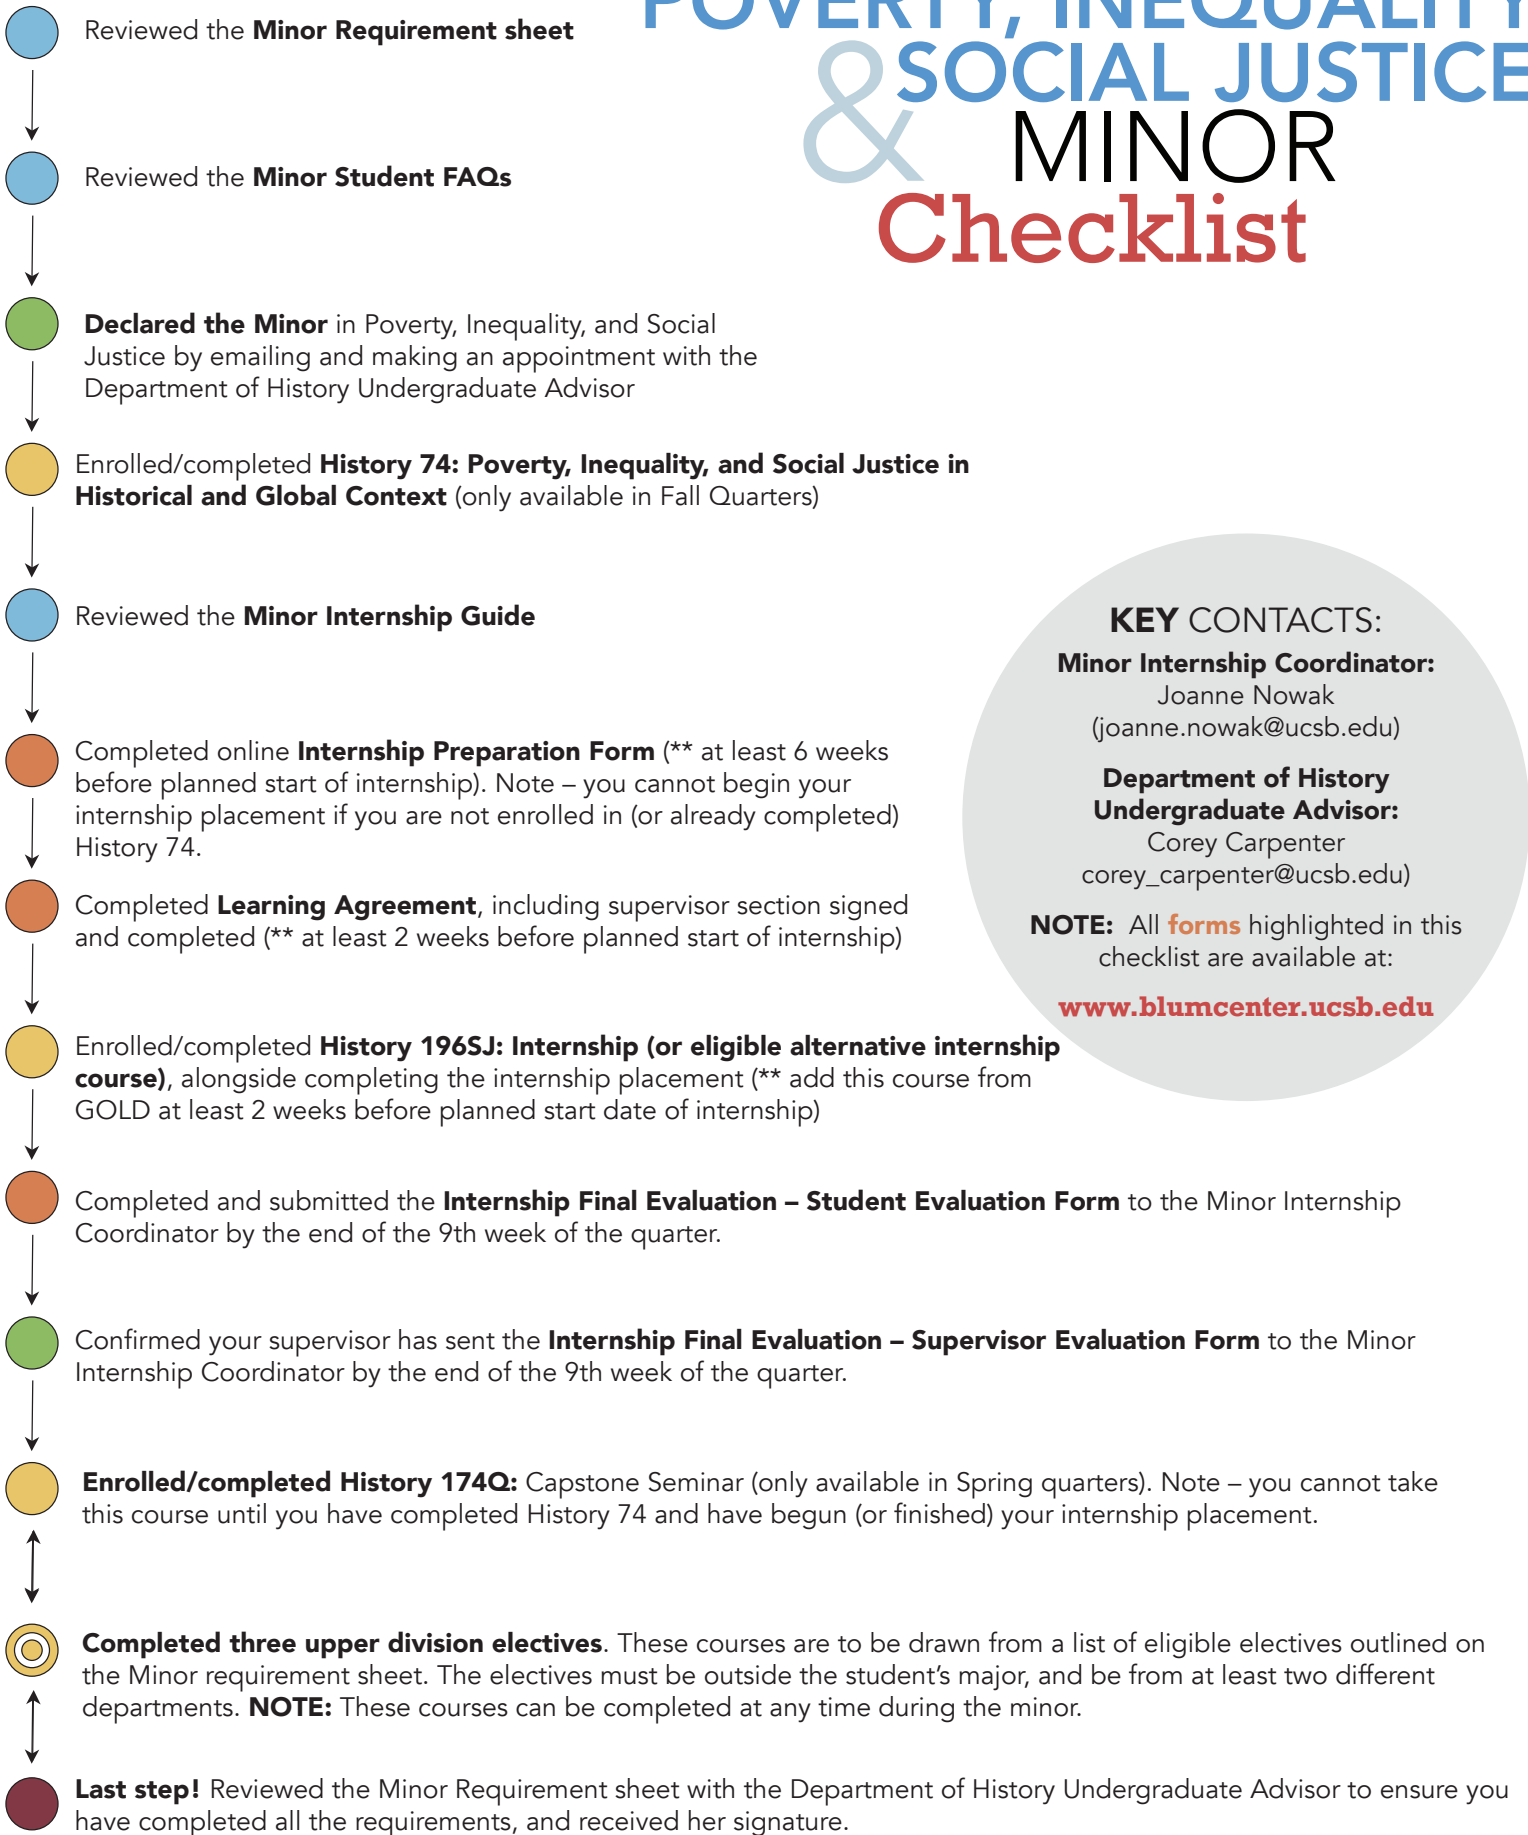 POVERTY, INEQUALITY
& SOCIAL JUSTICE
MINOR
Checklist
Reviewed the Minor Requirement sheet
Reviewed the Minor Student FAQs
Declared the Minor in Poverty, Inequality, and Social
Justice by emailing and making an appointment with the
Department of History Undergraduate Advisor
Enrolled/completed History 74: Poverty, Inequality, and Social Justice in
Historical and Global Context (only available in Fall Quarters)
Reviewed the Minor Internship Guide
Completed online Internship Preparation Form (** at least 6 weeks
before planned start of internship). Note – you cannot begin your
internship placement if you are not enrolled in (or already completed)
History 74.
Completed Learning Agreement, including supervisor section signed
and completed (** at least 2 weeks before planned start of internship)
Enrolled/completed History 196SJ: Internship (or eligible alternative internship
course), alongside completing the internship placement (** add this course from
GOLD at least 2 weeks before planned start date of internship)
Completed and submitted the Internship Final Evaluation – Student Evaluation Form to the Minor Internship
Coordinator by the end of the 9th week of the quarter.
Confirmed your supervisor has sent the Internship Final Evaluation – Supervisor Evaluation Form to the Minor
Internship Coordinator by the end of the 9th week of the quarter.
Enrolled/completed History 174Q: Capstone Seminar (only available in Spring quarters). Note – you cannot take
this course until you have completed History 74 and have begun (or finished) your internship placement.
Completed three upper division electives. These courses are to be drawn from a list of eligible electives outlined on
the Minor requirement sheet. The electives must be outside the student's major, and be from at least two different
departments. NOTE: These courses can be completed at any time during the minor.
Last step! Reviewed the Minor Requirement sheet with the Department of History Undergraduate Advisor to ensure you
have completed all the requirements, and received her signature.
KEY CONTACTS:
Minor Internship Coordinator:
Joanne Nowak
(joanne.nowak@ucsb.edu)
Department of History
Undergraduate Advisor:
Corey Carpenter
corey_carpenter@ucsb.edu)
NOTE: All forms highlighted in this
checklist are available at:
www.blumcenter.ucsb.edu